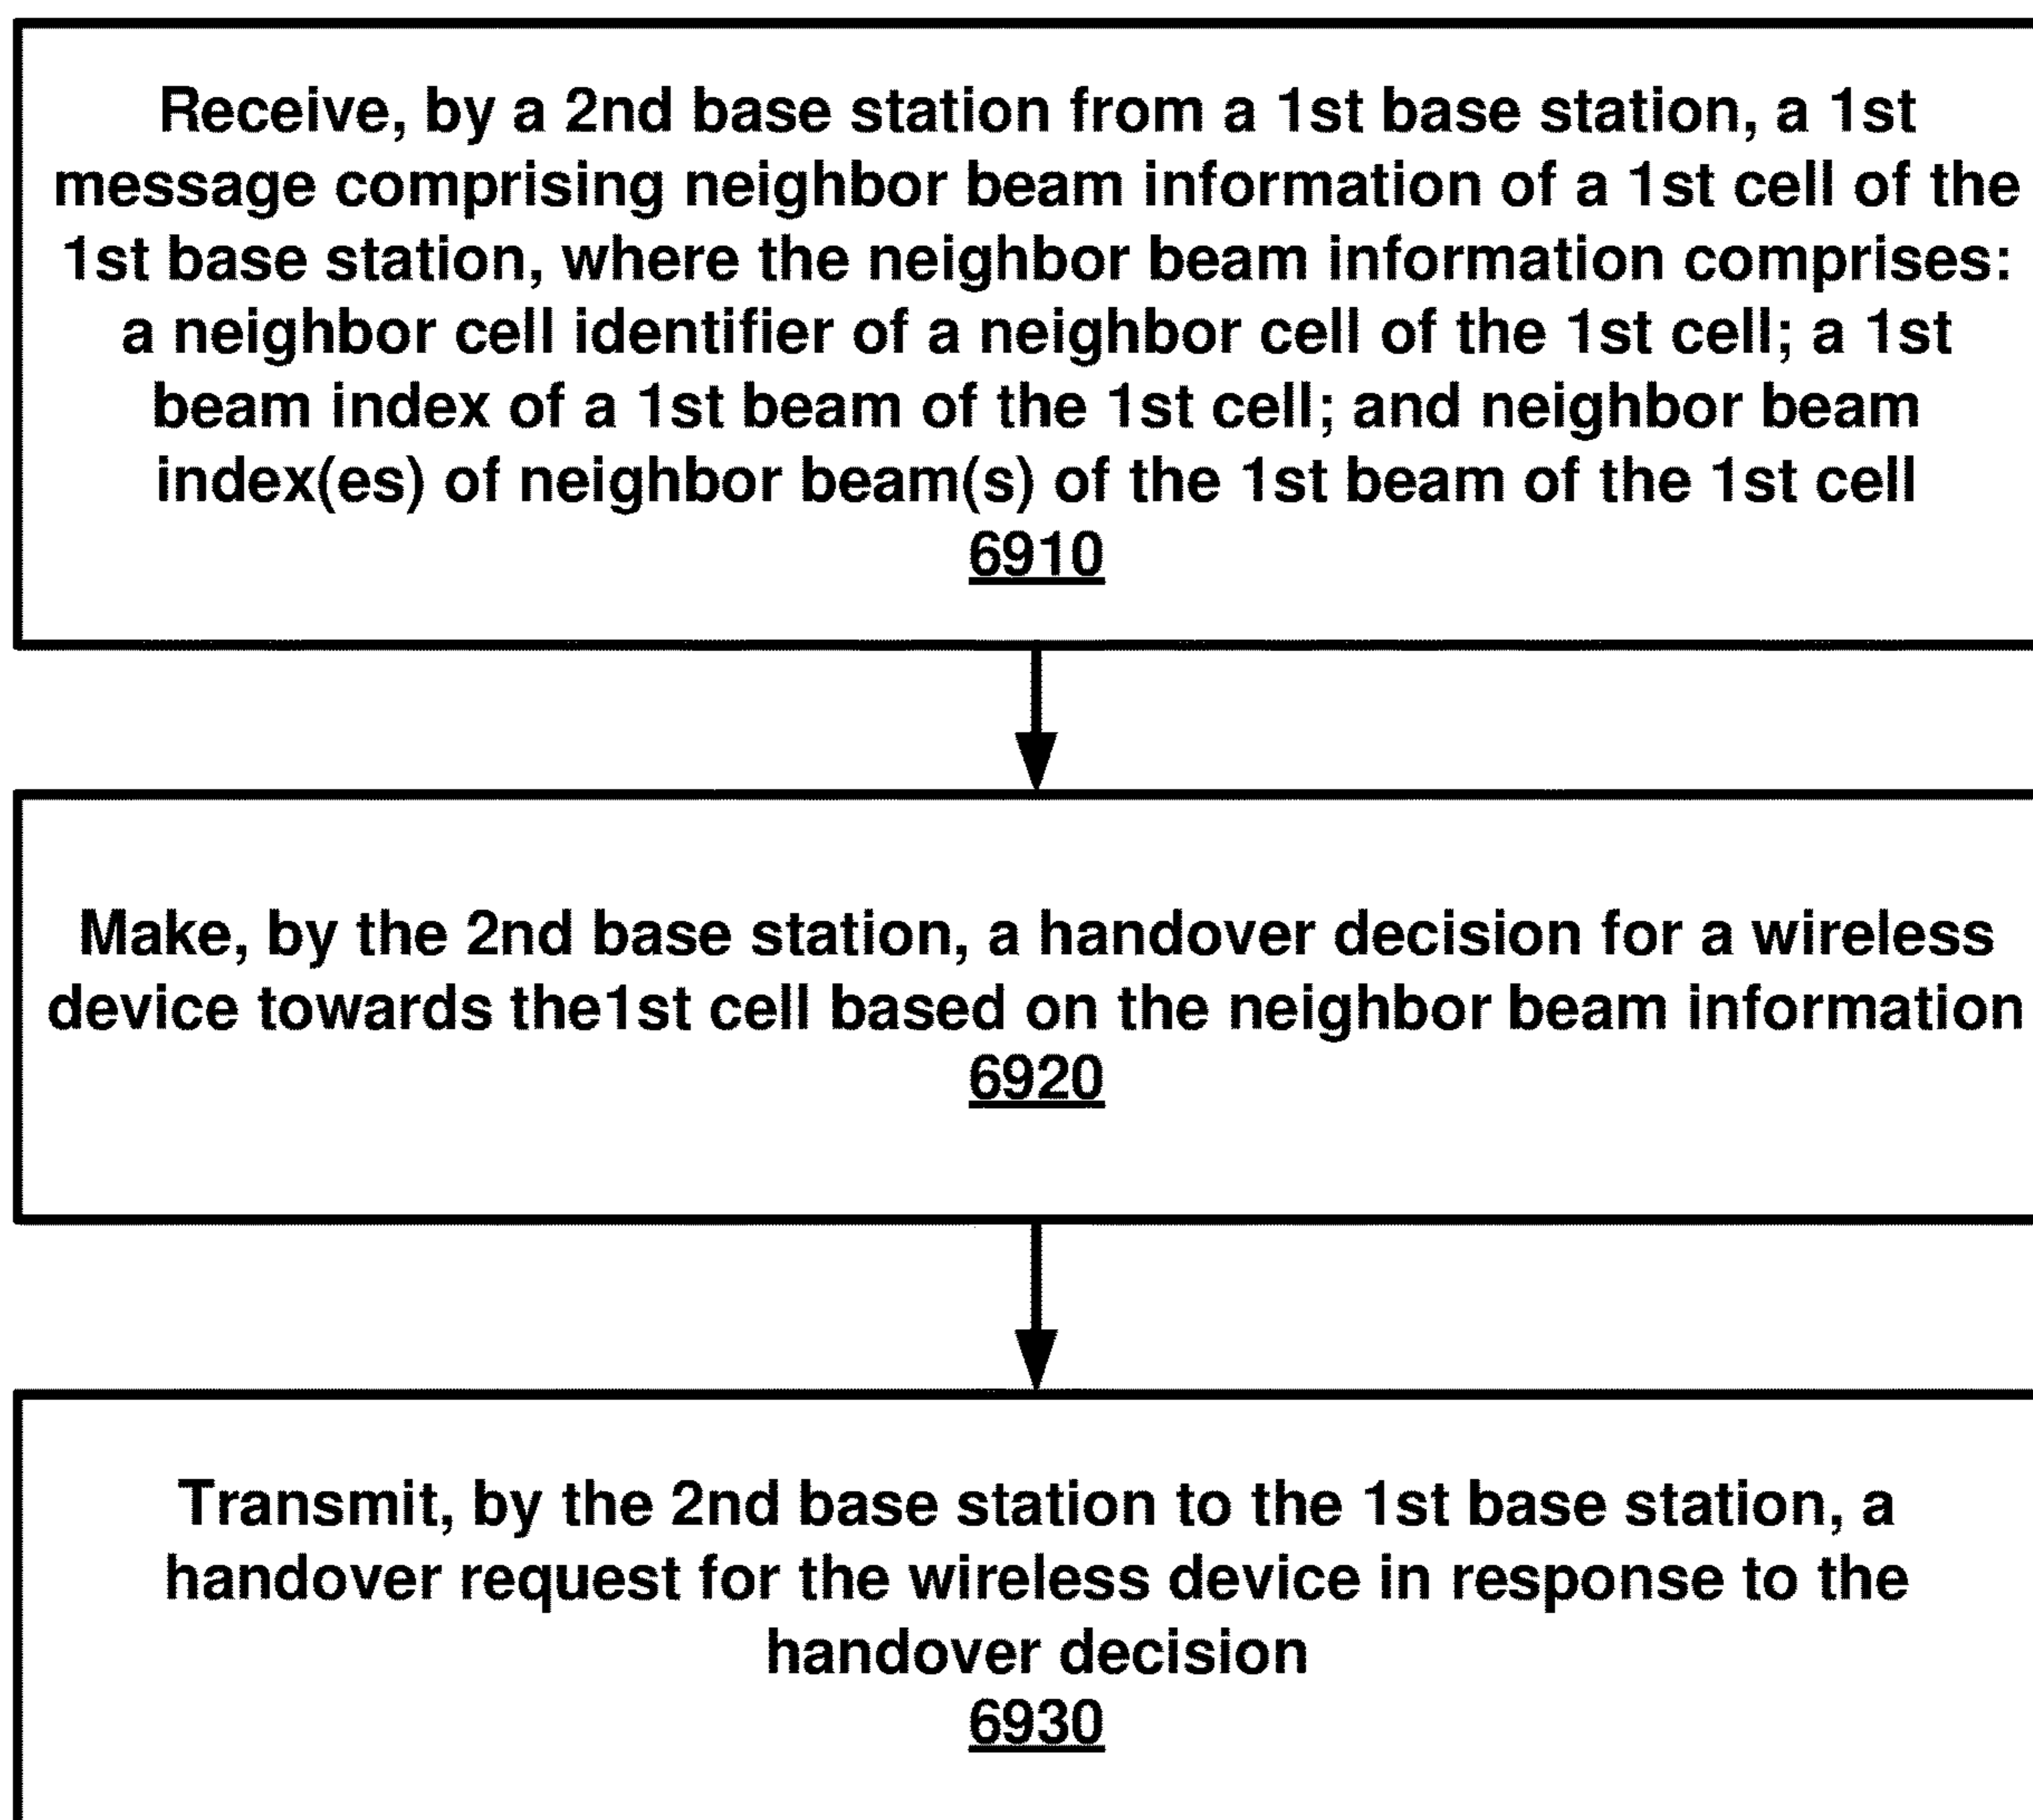 Receive, by a 2nd base station from a 1st base station, a 1st
message comprising neighbor beam information of a 1st cell of the
1st base station, where the neighbor beam information comprises:
a neighbor cell identifier of a neighbor cell of the 1st cell; a 1st
beam index of a 1st beam of the 1st cell; and neighbor beam
index(es) of neighbor beam(s) of the 1st beam of the 1st cell
6910
Make, by the 2nd base station, a handover decision for a wireless
device towards the1st cell based on the neighbor beam information
6920
Transmit, by the 2nd base station to the 1st base station, a
handover request for the wireless device in response to the
handover decision
6930